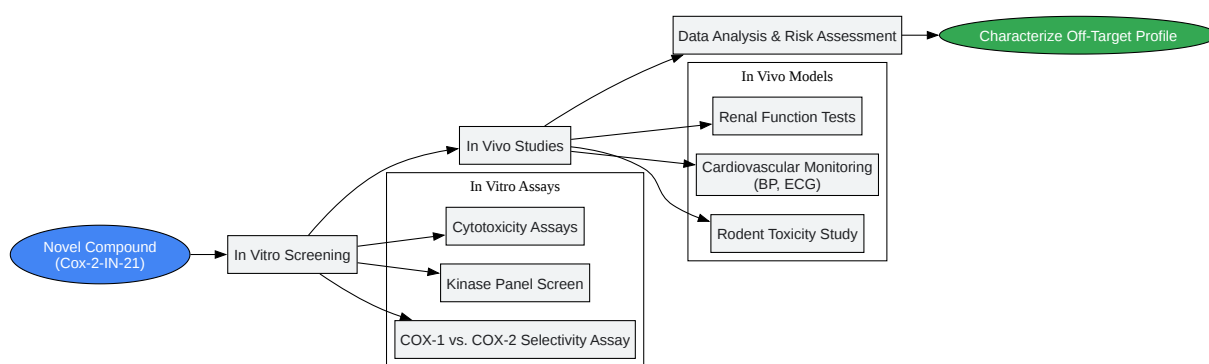 Novel Compound
(Cox-2-IN-21)
In Vitro Screening
In Vitro Assays
Cytotoxicity Assays
Kinase Panel Screen
COX-1 vs. COX-2 Selectivity Assay
In Vivo Studies
In Vivo Models
Renal Function Tests
Cardiovascular Monitoring
(BP, ECG)
Rodent Toxicity Study
Data Analysis & Risk Assessment
Characterize Off-Target Profile